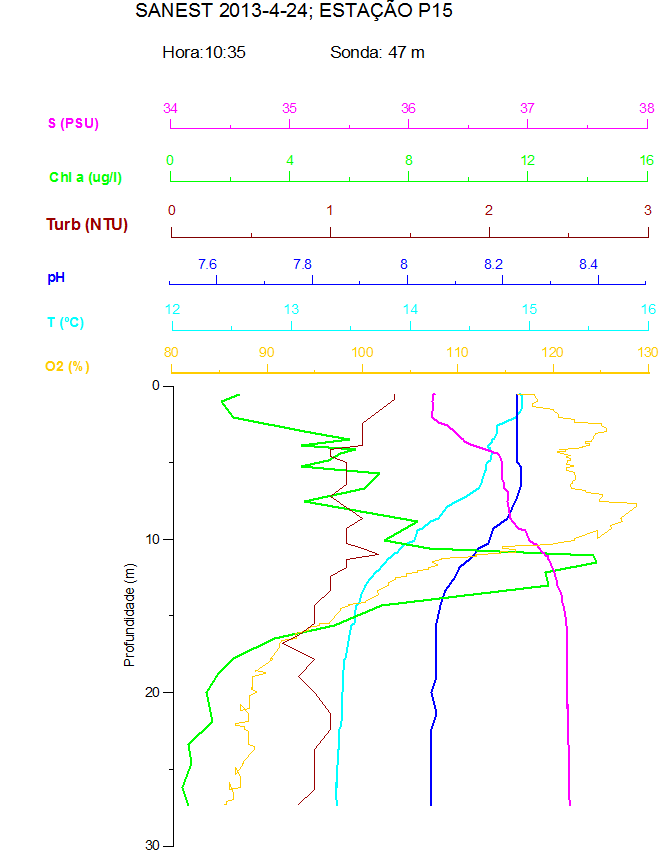 SANEST 2013-4-24; ESTAÇÃO P15
Hora:10:35 Sonda: 47 m
34 35 36 37 38
S (PSU)
0 4 8 12 16
Chl a (ug/l)
0 1 2 3
Turb (NTU)
7.6 7.8 8 8.2 8.4
pH
12 13 14 15 16
T (ºC)
80 90 100 110 120 130
O2 (%)
0
10
Profundidade (m)
20
30